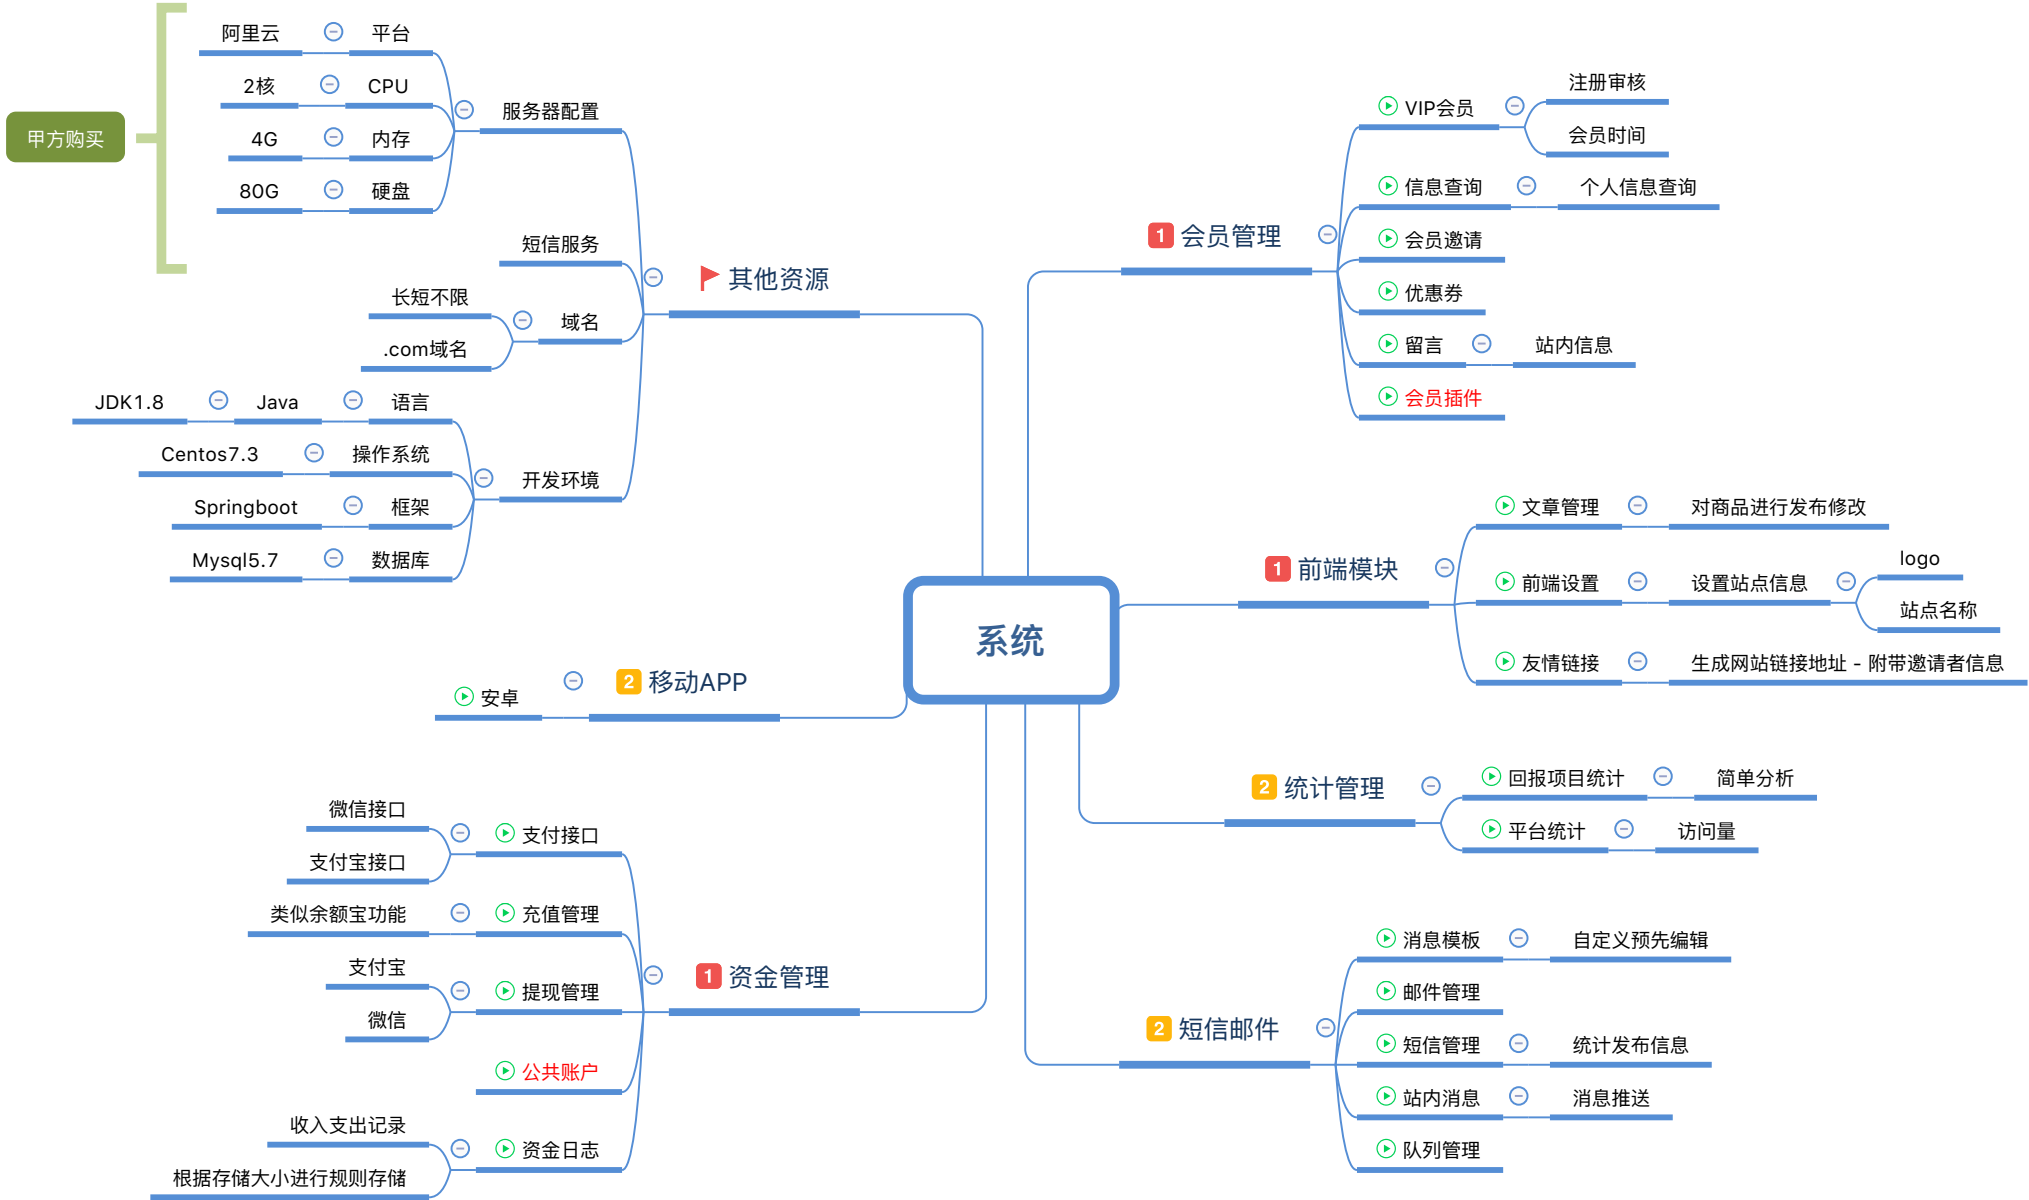 系统
1 会员管理
VIP会员
注册审核
会员时间
信息查询
个人信息查询
会员邀请
优惠券
留言
站内信息
会员插件
1 前端模块
文章管理
对商品进行发布修改
前端设置
设置站点信息
logo
站点名称
友情链接
生成网站链接地址 - 附带邀请者信息
2 统计管理
回报项目统计
简单分析
平台统计
访问量
2 短信邮件
消息模板
自定义预先编辑
邮件管理
短信管理
统计发布信息
站内消息
消息推送
队列管理
其他资源
服务器配置
平台
阿里云
CPU
2核
内存
4G
硬盘
80G
甲方购买
短信服务
域名
长短不限
.com域名
开发环境
语言
Java
JDK1.8
操作系统
Centos7.3
框架
Springboot
数据库
Mysql5.7
2 移动APP
安卓
1 资金管理
支付接口
微信接口
支付宝接口
充值管理
类似余额宝功能
提现管理
支付宝
微信
公共账户
资金日志
收入支出记录
根据存储大小进行规则存储